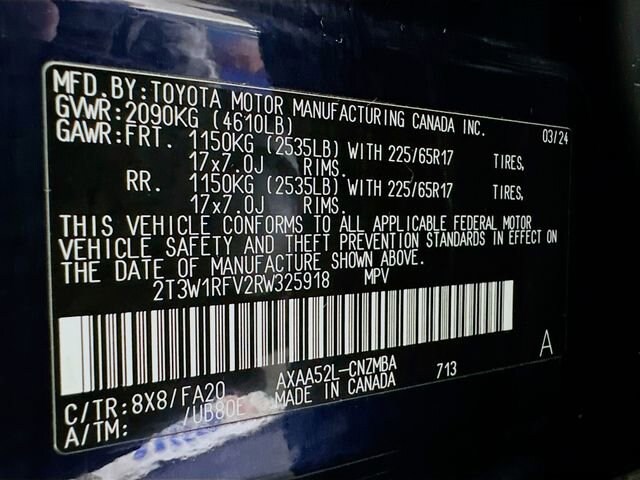 MFD. BY: TOYOTA MOTOR MANUFACTURING CANADA INC.
GVWR: 2090KG (4610LB) 03/24
GAWR: FRT. 1150KG (2535LB) WITH 225/65R17 TIRES,
17x7.0J RIMS.
RR. 1150KG (2535LB) WITH 225/65R17 TIRES,
17x7.0J RIMS.
THIS VEHICLE CONFORMS TO ALL APPLICABLE FEDERAL MOTOR
VEHICLE SAFETY AND THEFT PREVENTION STANDARDS IN EFFECT ON
THE DATE OF MANUFACTURE SHOWN ABOVE.
2T3W1RFV2RW325918 MPV
A
C/TR: 8X8/FA20 AXAA52L-CNZMBA 713
A/TM: /UB80E MADE IN CANADA